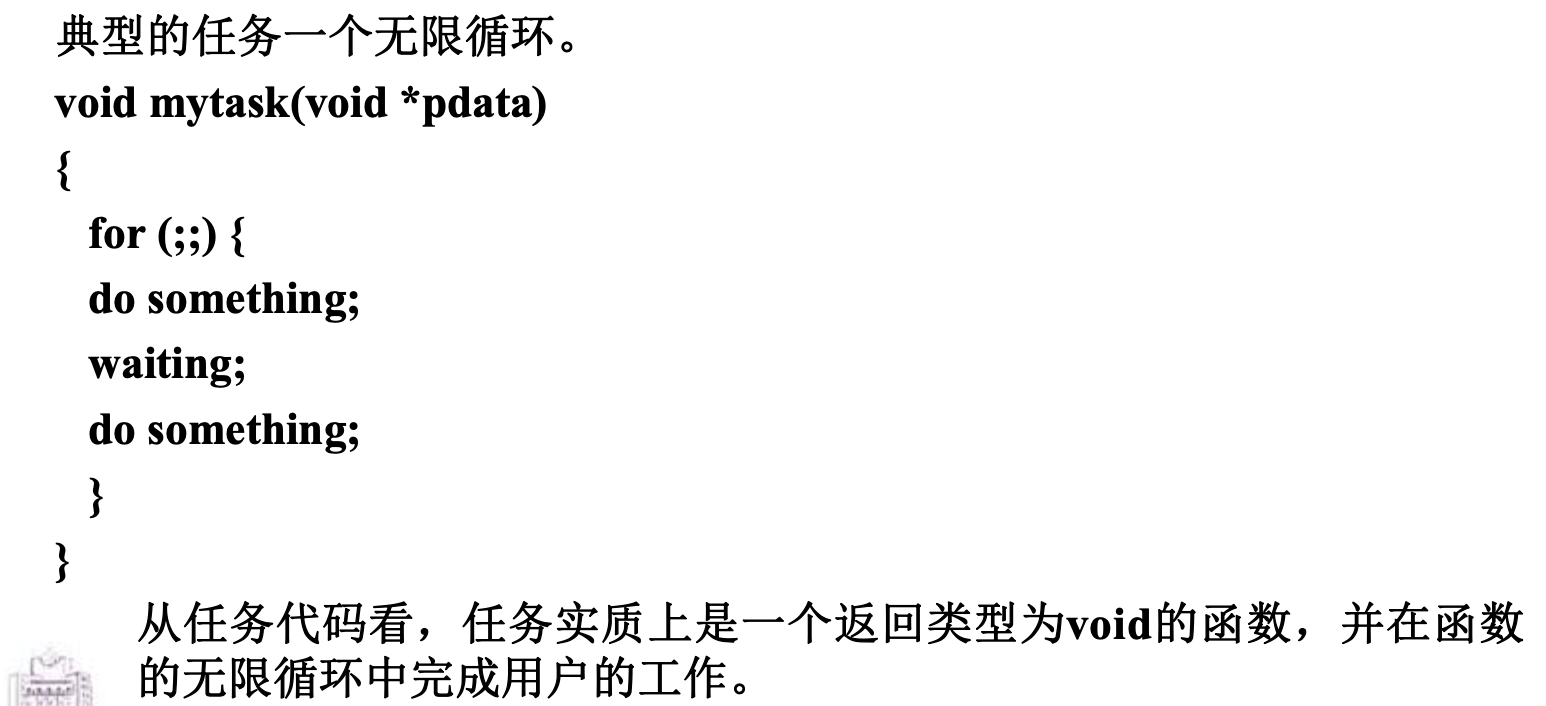 典型的任务一个无限循环。
void mytask(void *pdata)
{
for (;;) {
do something;
waiting;
do something;
}
}
从任务代码看，任务实质上是一个返回类型为void的函数，并在函数
的无限循环中完成用户的工作。